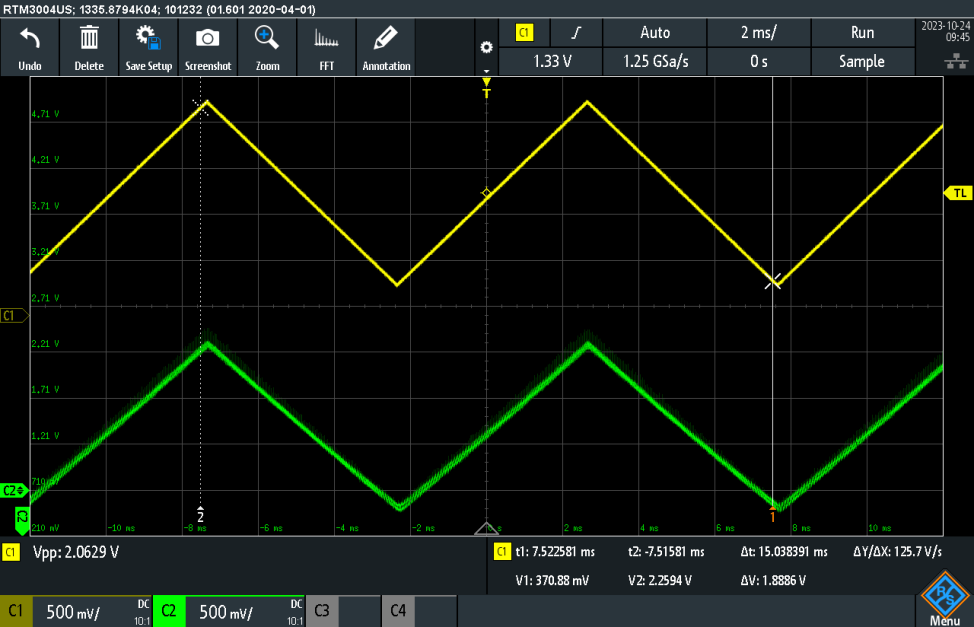 RTM3004US; 1335.8794K04; 101232 (01.601 2020-04-01)
Undo
Delete
Save Setup
Screenshot
Zoom
FFT
Annotation
C1
Auto
2 ms/
Run
1.33 V
1.25 GSa/s
0 s
Sample
2023-10-24
09:45
T
4.71 V
4.21 V
3.71 V
TL
3.21 V
2.71 V
C1
2.21 V
1.71 V
1.21 V
710 mV
C2
2
1
210 mV
-10 ms
-8 ms
-6 ms
-4 ms
-2 ms
0 s
2 ms
4 ms
6 ms
8 ms
10 ms
C1 Vpp: 2.0629 V
C1 t1: 7.522581 ms t2: -7.51581 ms Δt: 15.038391 ms ΔY/ΔX: 125.7 V/s
V1: 370.88 mV V2: 2.2594 V ΔV: 1.8886 V
C1 500 mV/ DC 10:1
C2 500 mV/ DC 10:1
C3
C4
R&S
Menu